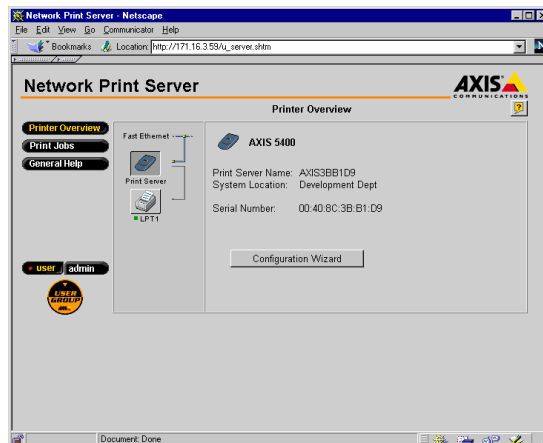 Network Print Server - Netscape
File Edit View Go Communicator Help
Bookmarks Location: http://171.16.3.59/u_server.shtm
Network Print Server
AXIS
COMMUNICATIONS
Printer Overview
Printer Overview
Print Jobs
General Help
Fast Ethernet
Print Server
LPT1
AXIS 5400
Print Server Name: AXIS3BB1D9
System Location: Development Dept
Serial Number: 00:40:8C:3B:B1:D9
Configuration Wizard
user admin
USER
GROUP
Document: Done